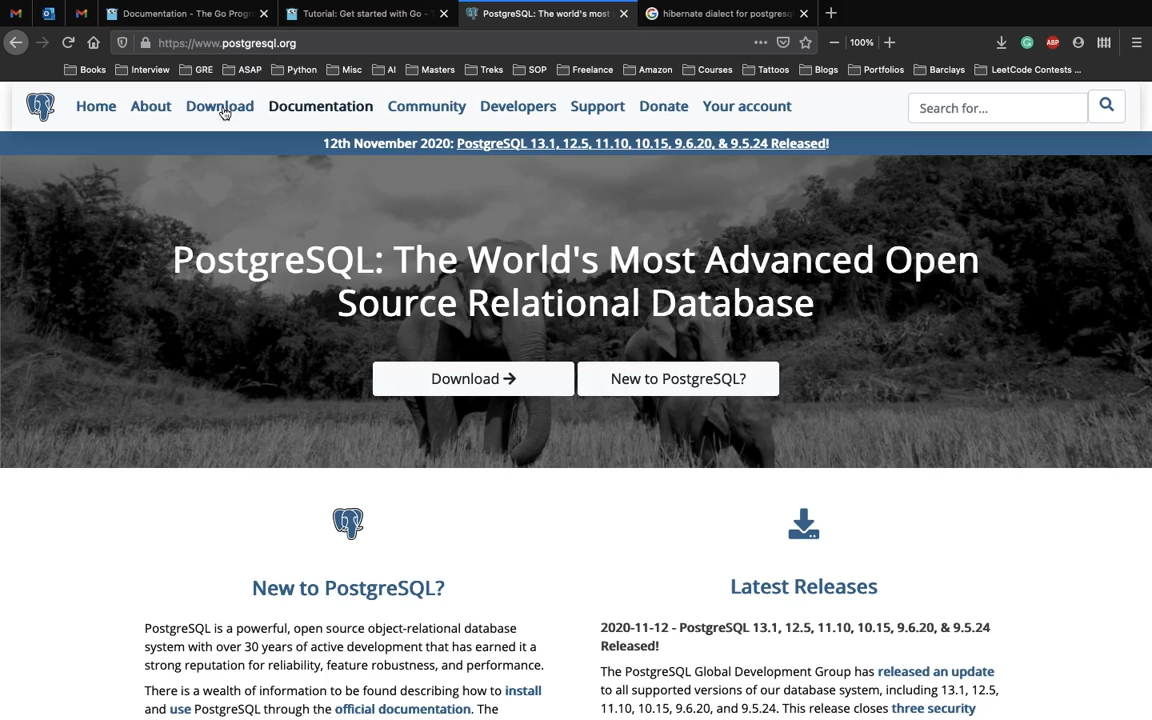 Documentation - The Go Progr
Tutorial: Get started with Go - T
PostgreSQL: The world's most
hibernate dialect for postgresq
https://www.postgresql.org
100%
ABP
Books
Interview
GRE
ASAP
Python
Misc
AI
Masters
Treks
SOP
Freelance
Amazon
Courses
Tattoos
Blogs
Portfolios
Barclays
LeetCode Contests ...
Home About Download Documentation Community Developers Support Donate Your account
Search for...
12th November 2020: PostgreSQL 13.1, 12.5, 11.10, 10.15, 9.6.20, & 9.5.24 Released!
PostgreSQL: The World's Most Advanced Open
Source Relational Database
Download →
New to PostgreSQL?
New to PostgreSQL?
PostgreSQL is a powerful, open source object-relational database
system with over 30 years of active development that has earned it a
strong reputation for reliability, feature robustness, and performance.
There is a wealth of information to be found describing how to install
and use PostgreSQL through the official documentation. The
Latest Releases
2020-11-12 - PostgreSQL 13.1, 12.5, 11.10, 10.15, 9.6.20, & 9.5.24
Released!
The PostgreSQL Global Development Group has released an update
to all supported versions of our database system, including 13.1, 12.5,
11.10, 10.15, 9.6.20, and 9.5.24. This release closes three security